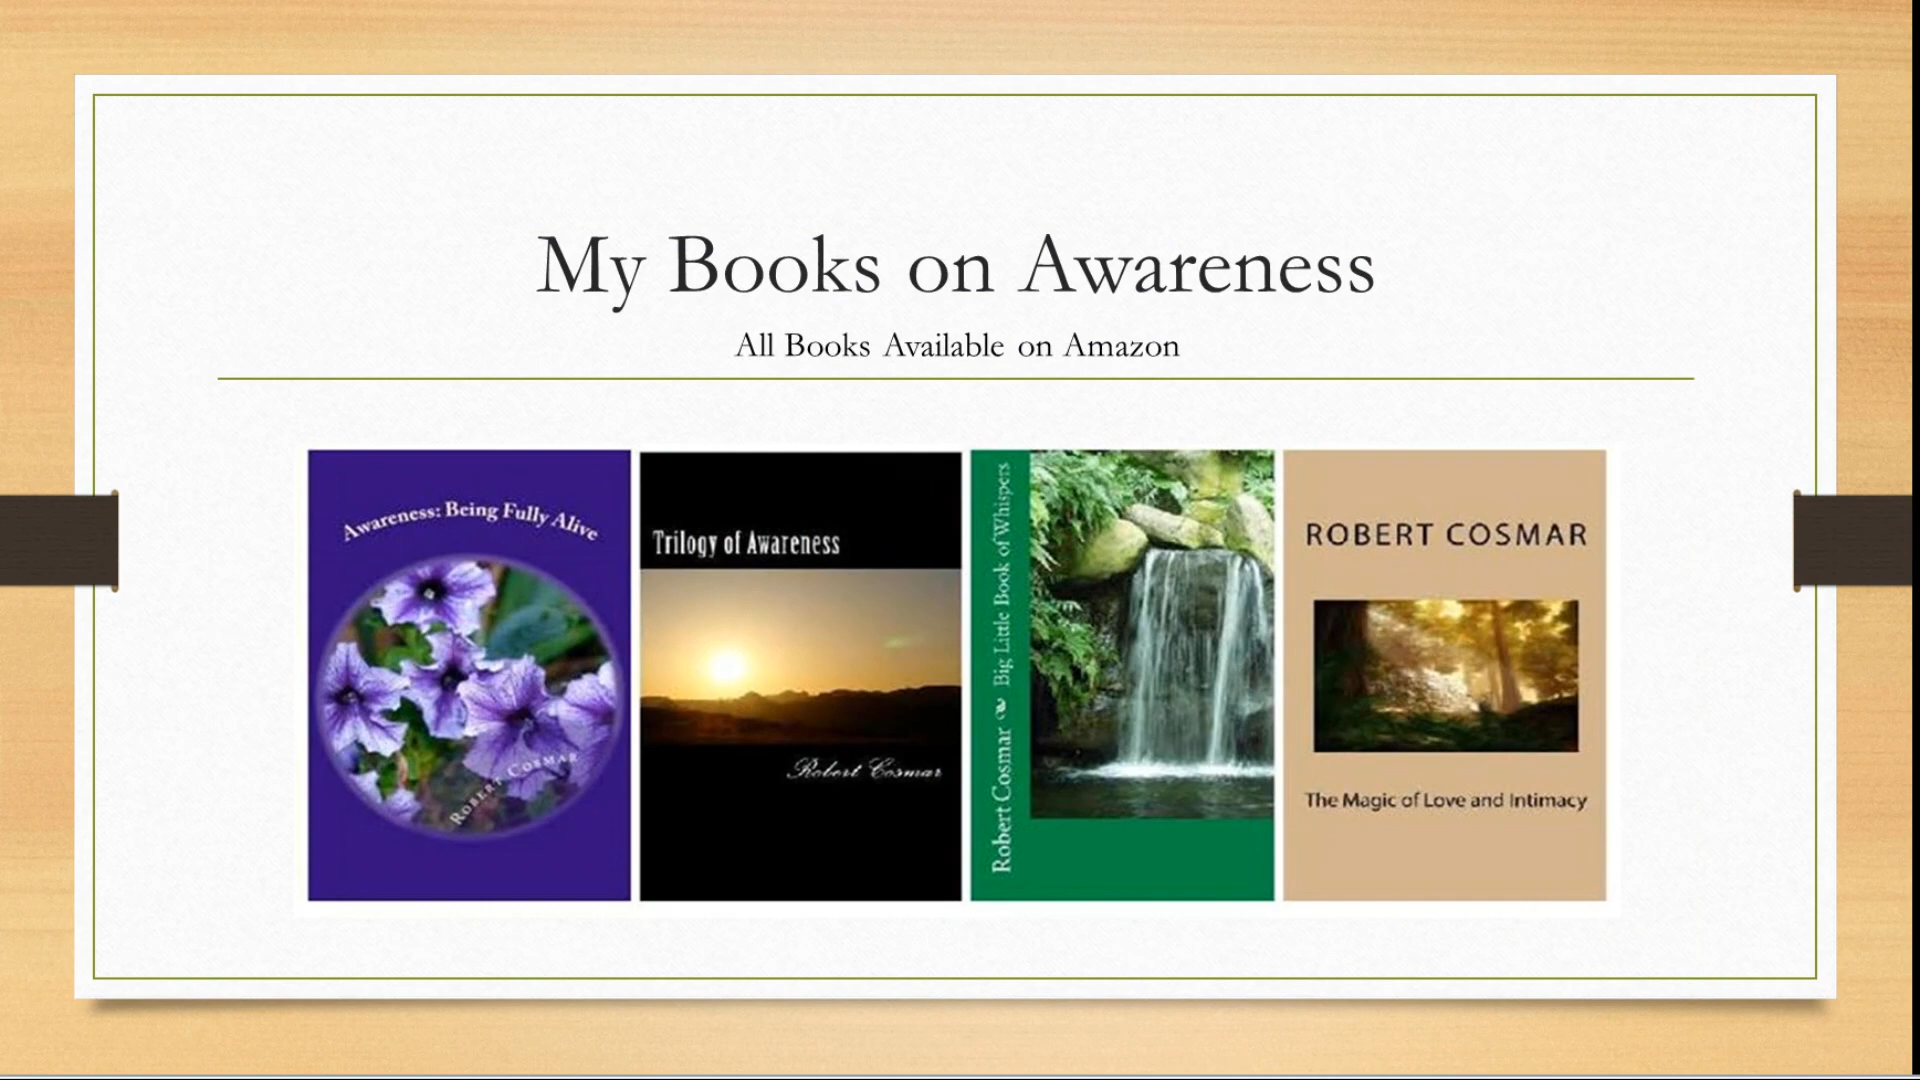 My Books on Awareness
All Books Available on Amazon
Awareness: Being Fully Alive
ROBERT COSMAR
Trilogy of Awareness
Robert Cosmar
Robert Cosmar Big Little Book of Whispers
ROBERT COSMAR
The Magic of Love and Intimacy